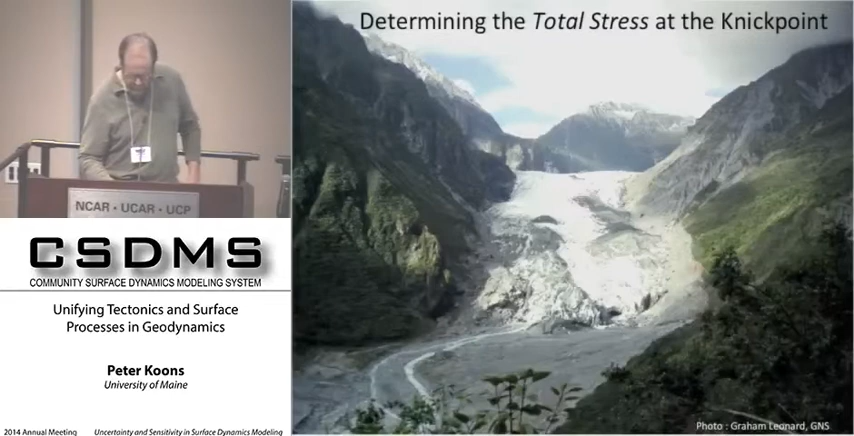 Determining the Total Stress at the Knickpoint
NCAR • UCAR • UCP
CSDMS
COMMUNITY SURFACE DYNAMICS MODELING SYSTEM
Unifying Tectonics and Surface
Processes in Geodynamics
Peter Koons
University of Maine
2014 Annual Meeting
Uncertainty and Sensitivity in Surface Dynamics Modeling
Photo : Graham Leonard, GNS